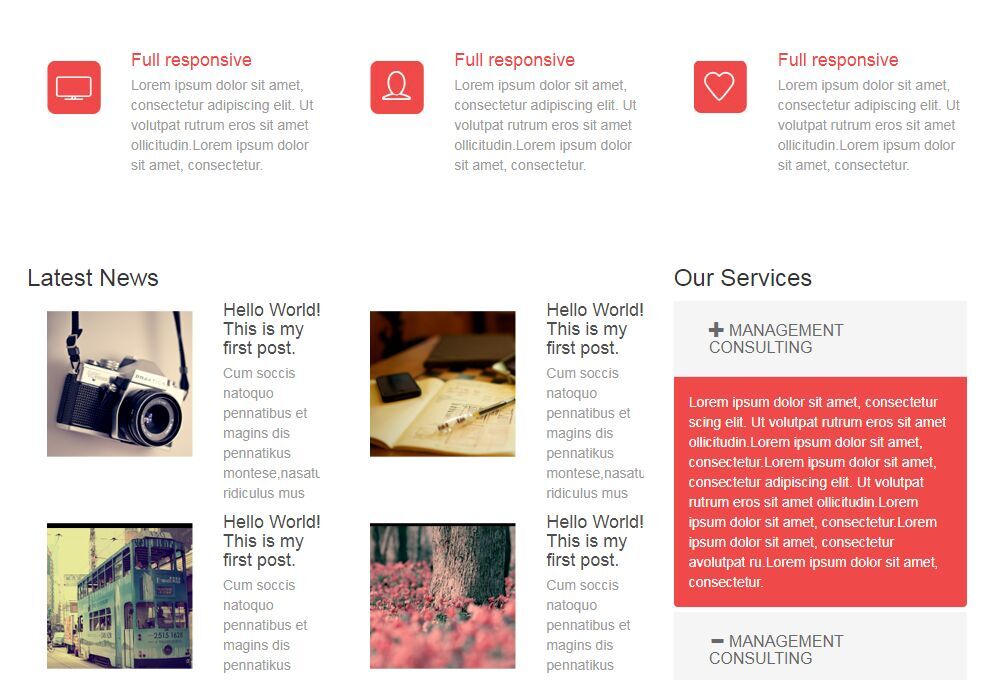 Full responsive
Lorem ipsum dolor sit amet,
consectetur adipiscing elit. Ut
volutpat rutrum eros sit amet
ollicitudin.Lorem ipsum dolor
sit amet, consectetur.
Full responsive
Lorem ipsum dolor sit amet,
consectetur adipiscing elit. Ut
volutpat rutrum eros sit amet
ollicitudin.Lorem ipsum dolor
sit amet, consectetur.
Full responsive
Lorem ipsum dolor sit amet,
consectetur adipiscing elit. Ut
volutpat rutrum eros sit amet
ollicitudin.Lorem ipsum dolor
sit amet, consectetur.
Latest News
Hello World!
This is my
first post.
Cum soccis
natoquo
pennatibus et
magins dis
pennatikus
montese,nasatu
ridiculus mus
Hello World!
This is my
first post.
Cum soccis
natoquo
pennatibus et
magins dis
pennatikus
montese,nasatu
ridiculus mus
2515 1628
Hello World!
This is my
first post.
Cum soccis
natoquo
pennatibus et
magins dis
pennatikus
Hello World!
This is my
first post.
Cum soccis
natoquo
pennatibus et
magins dis
pennatikus
Our Services
MANAGEMENT
CONSULTING
Lorem ipsum dolor sit amet, consectetur
scing elit. Ut volutpat rutrum eros sit amet
ollicitudin.Lorem ipsum dolor sit amet,
consectetur.Lorem ipsum dolor sit amet,
consectetur adipiscing elit. Ut volutpat
rutrum eros sit amet ollicitudin.Lorem
ipsum dolor sit amet, consectetur.Lorem
ipsum dolor sit amet, consectetur
avolutpat ru.Lorem ipsum dolor sit amet,
consectetur.
MANAGEMENT
CONSULTING